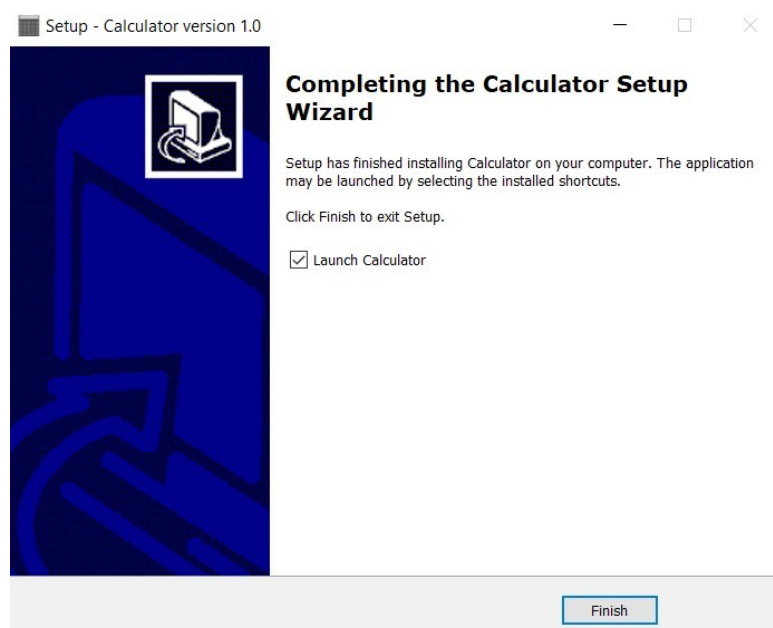 Setup - Calculator version 1.0
Completing the Calculator Setup
Wizard
Setup has finished installing Calculator on your computer. The application
may be launched by selecting the installed shortcuts.
Click Finish to exit Setup.
Launch Calculator
Finish